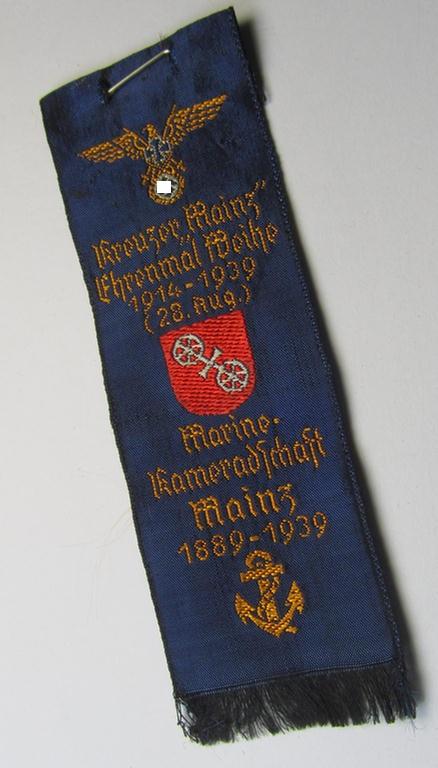 Kreuzer „Mainz"
Ehrenmal Weihe
1914-1939
(28. Aug.)
Marine-
Kameradschaft
Mainz
1889-1939